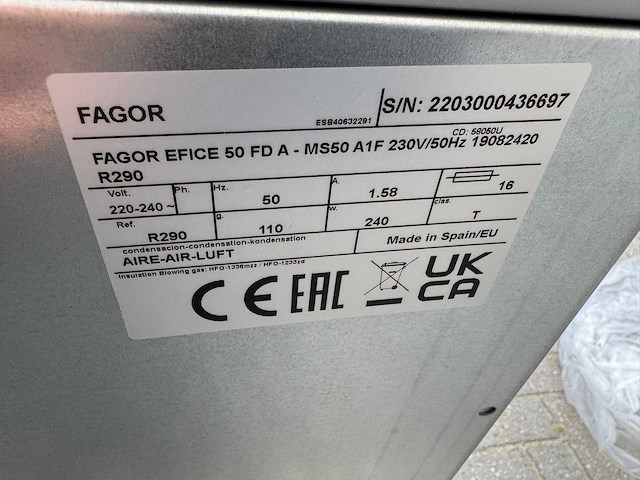 FAGOR
ESB40632291
S/N: 2203000436697
CD: 56050U
FAGOR EFICE 50 FD A - MS50 A1F 230V/50Hz 19082420
R290
Volt. 220-240 ~
Ph.
Hz. 50
A. 1.58
16
Ref. R290
g. 110
w. 240
clas. T
condensacion-condensation-kondensation
AIRE-AIR-LUFT
Made in Spain/EU
Insulation Blowing gas: HFO-1336mzz / HFO-1233zd
CE EAC UK
CA